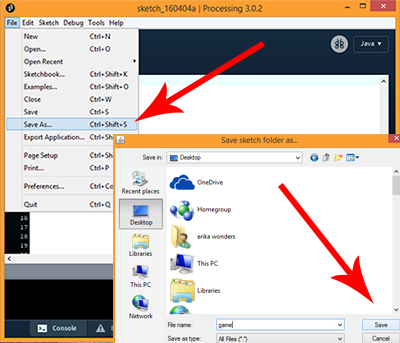 sketch_160404a | Processing 3.0.2
File Edit Sketch Debug Tools Help
New Ctrl+N
Open... Ctrl+O
Open Recent
Sketchbook... Ctrl+Shift+K
Examples... Ctrl+Shift+O
Close Ctrl+W
Save Ctrl+S
Save As... Ctrl+Shift+S
Export Application... Ctrl+Sh
Page Setup Ctrl+Sh
Print... Ctrl+P
Preferences... Ctrl+Co
Quit Ctrl+Q
Java
16
17
18
19
20
Console
Save sketch folder as...
Save in: Desktop
Recent places
Desktop
Libraries
This PC
Network
OneDrive
Homegroup
erika wonders
This PC
Libraries
File name: game Save
Save as type: All Files (*.*) Cancel